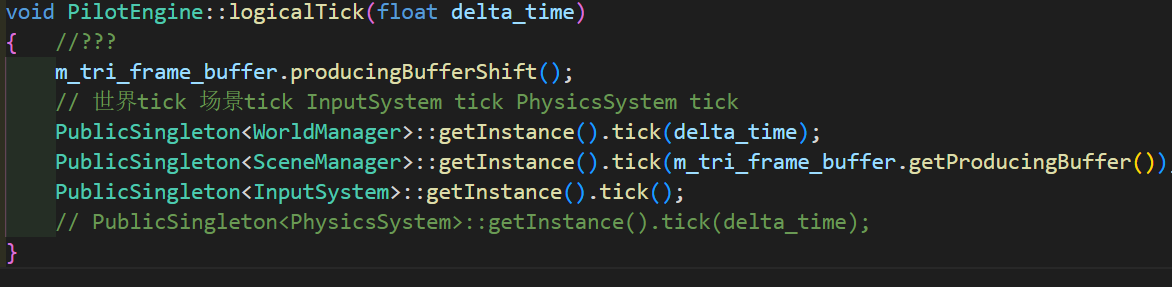 void PilotEngine::logicalTick(float delta_time)
{   //???
    m_tri_frame_buffer.producingBufferShift();
    // 世界tick 场景tick InputSystem tick PhysicsSystem tick
    PublicSingleton<WorldManager>::getInstance().tick(delta_time);
    PublicSingleton<SceneManager>::getInstance().tick(m_tri_frame_buffer.getProducingBuffer());
    PublicSingleton<InputSystem>::getInstance().tick();
    // PublicSingleton<PhysicsSystem>::getInstance().tick(delta_time);
}